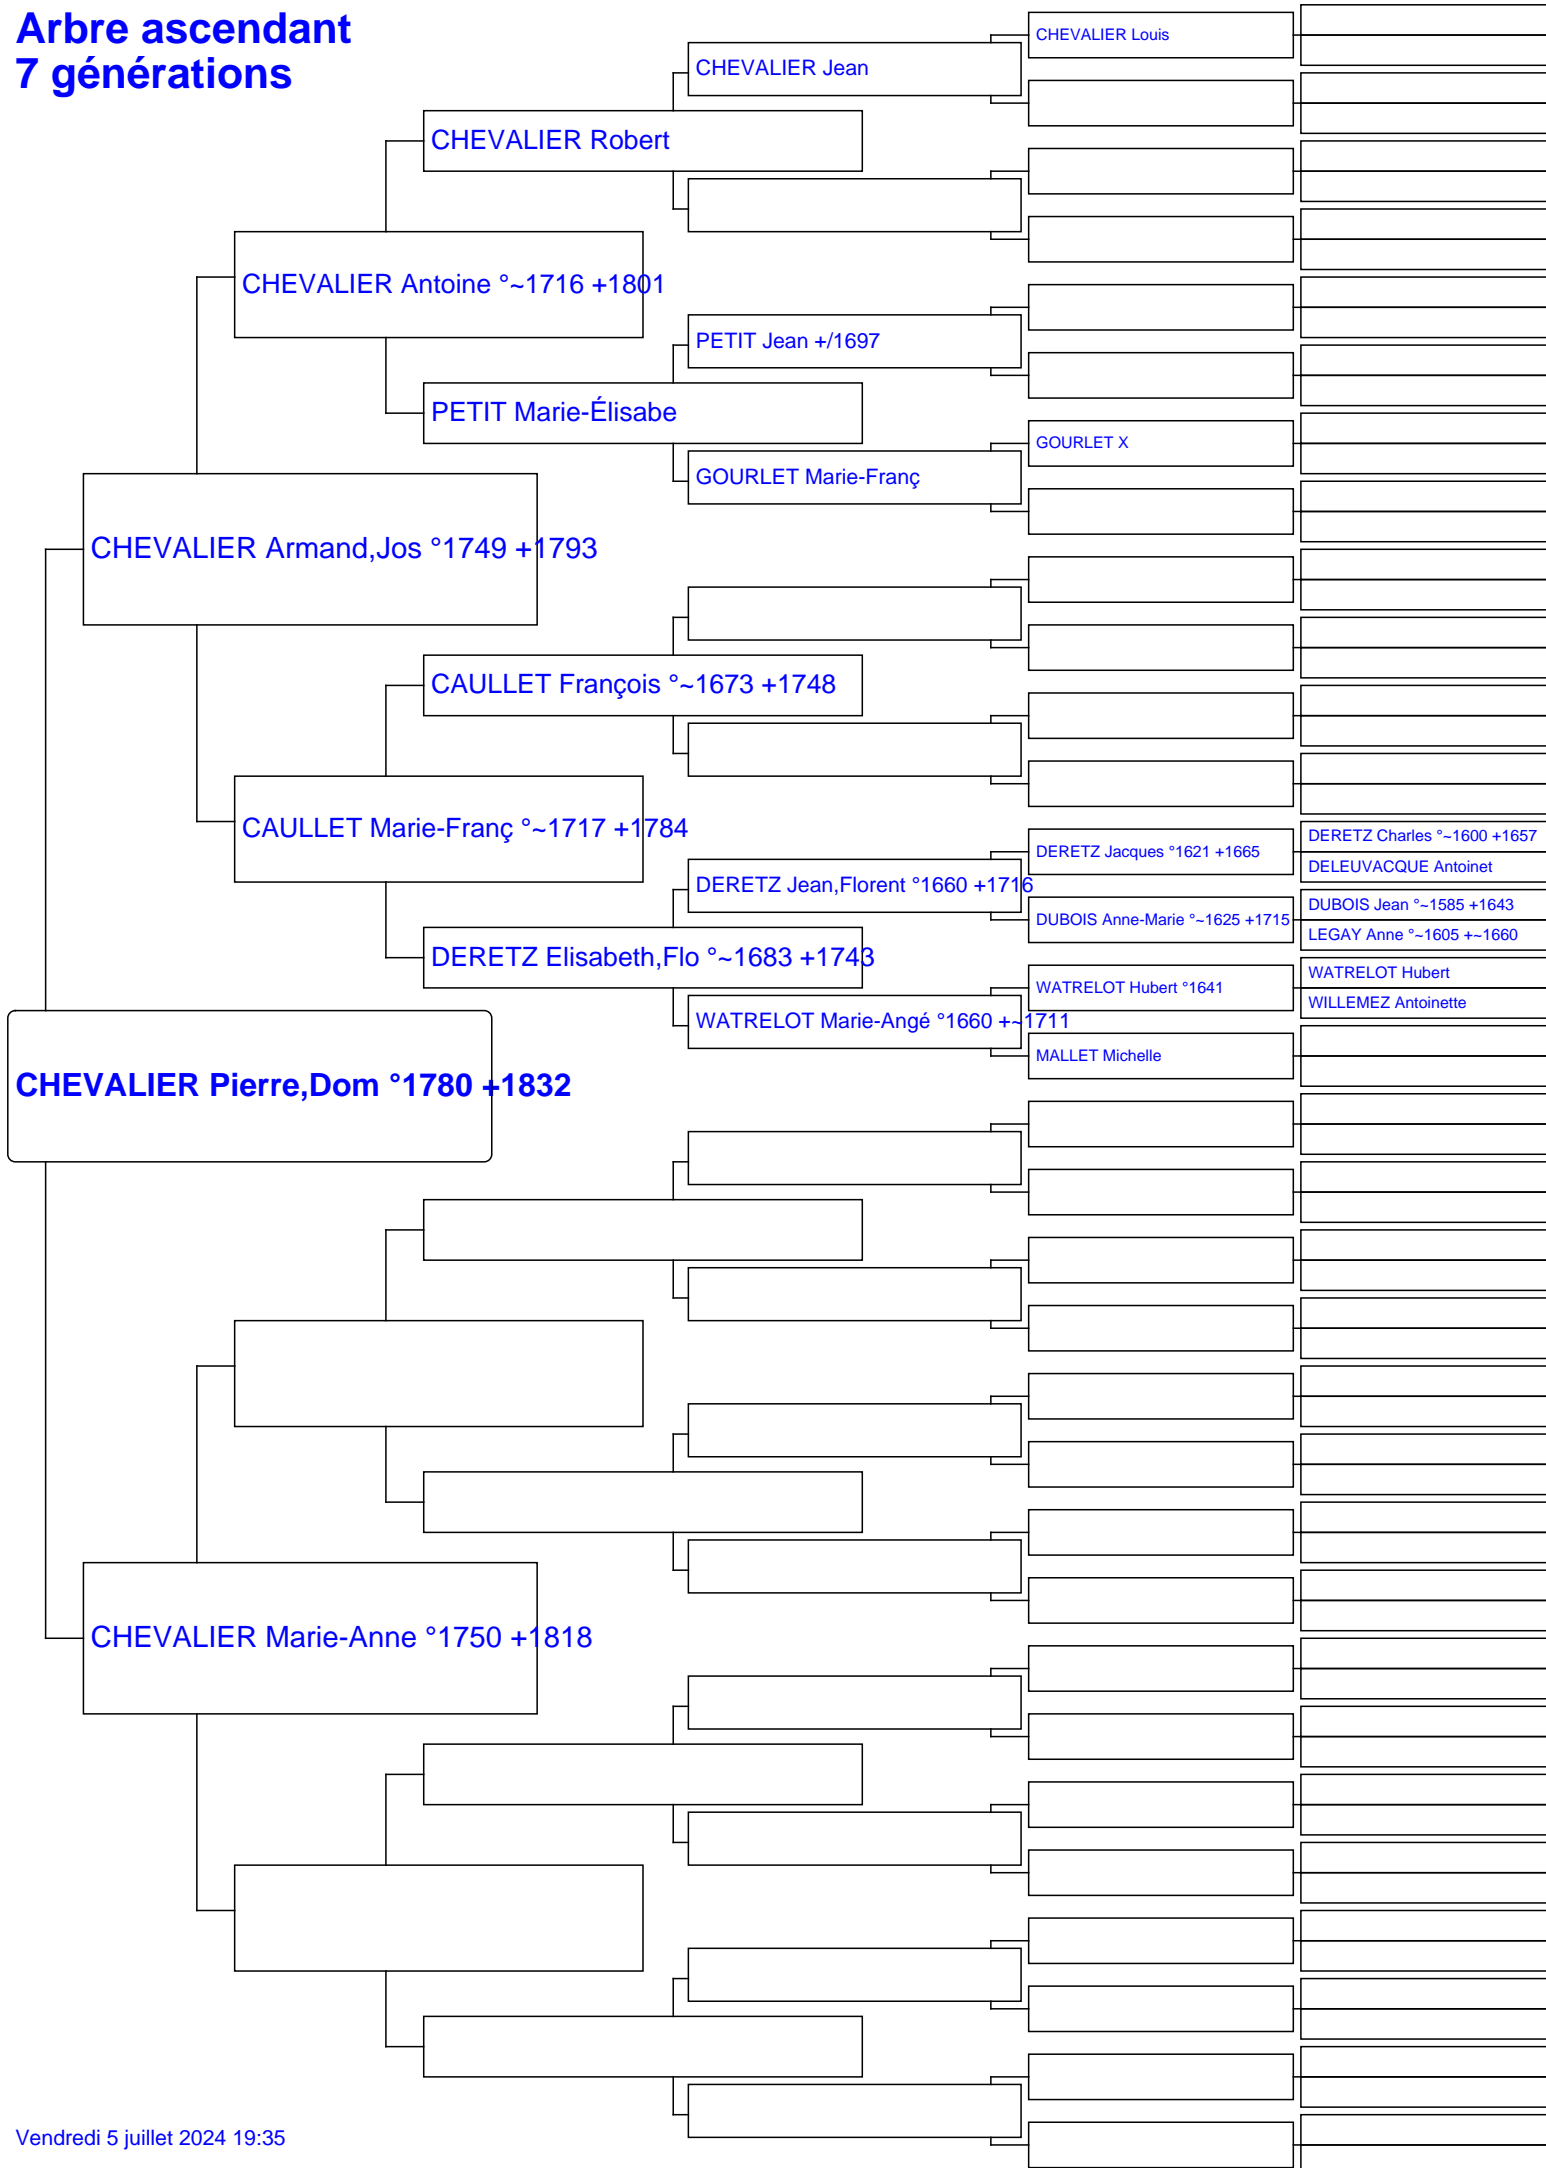 Arbre ascendant
7 générations
CHEVALIER Louis
CHEVALIER Jean
CHEVALIER Robert
CHEVALIER Antoine °~1716 +1801
PETIT Jean +/1697
PETIT Marie-Élisabe
GOURLET X
GOURLET Marie-Franç
CHEVALIER Armand,Jos °1749 +1793
CAULLET François °~1673 +1748
CAULLET Marie-Franç °~1717 +1784
DERETZ Charles °~1600 +1657
DERETZ Jacques °1621 +1665
DELEUVACQUE Antoinet
DERETZ Jean,Florent °1660 +1716
DUBOIS Jean °~1585 +1643
DUBOIS Anne-Marie °~1625 +1715
LEGAY Anne °~1605 +~1660
DERETZ Elisabeth,Flo °~1683 +1743
WATRELOT Hubert
WATRELOT Hubert °1641
WILLEMEZ Antoinette
WATRELOT Marie-Angé °1660 +~1711
MALLET Michelle
CHEVALIER Pierre,Dom °1780 +1832
CHEVALIER Marie-Anne °1750 +1818
Vendredi 5 juillet 2024 19:35